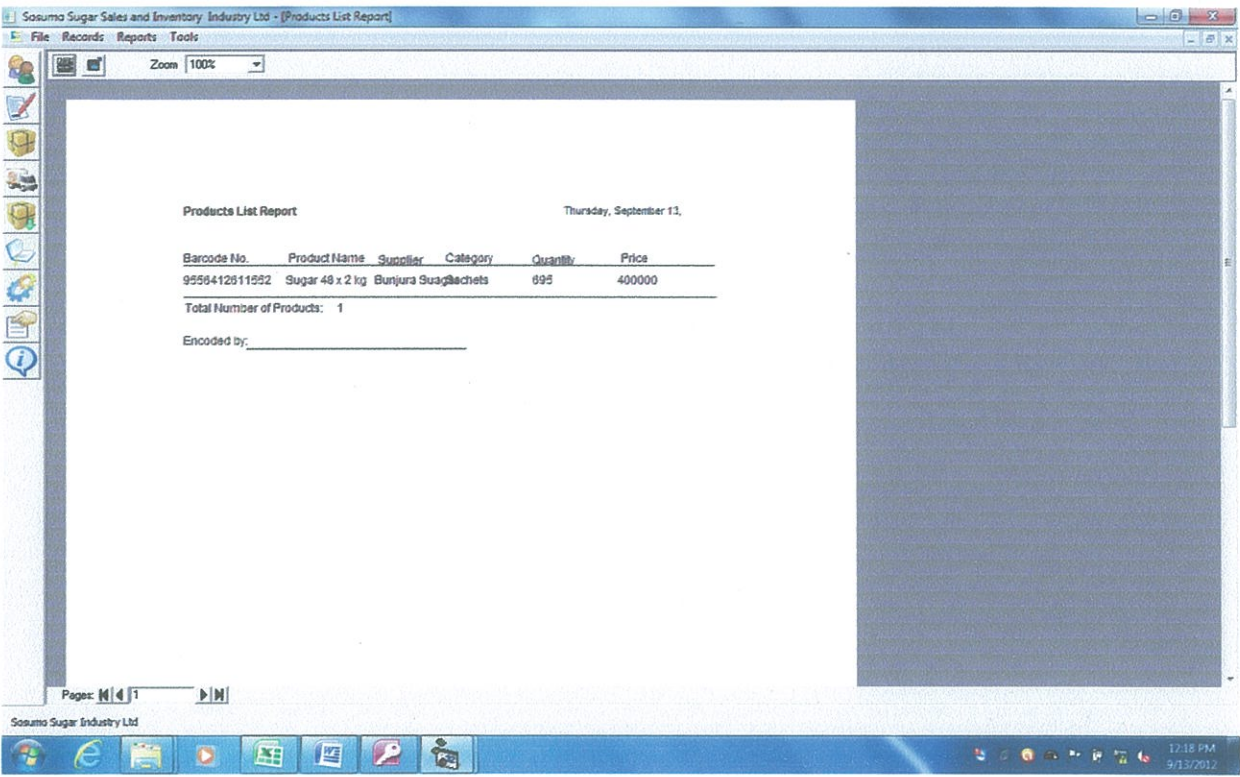 Sosumo Sugar Sales and Inventory Industry Ltd - [Products List Report]
File Records Reports Tools
Zoom 100%
Products List Report Thursday, September 13,
Barcode No. Product Name Supplier Category Quantity Price
9556412611552 Sugar 48 x 2 kg Bunjura Suag Sachets 695 400000
Total Number of Products: 1
Encoded by:
Pages: 1
Sosumo Sugar Industry Ltd
12:18 PM
9/13/2012